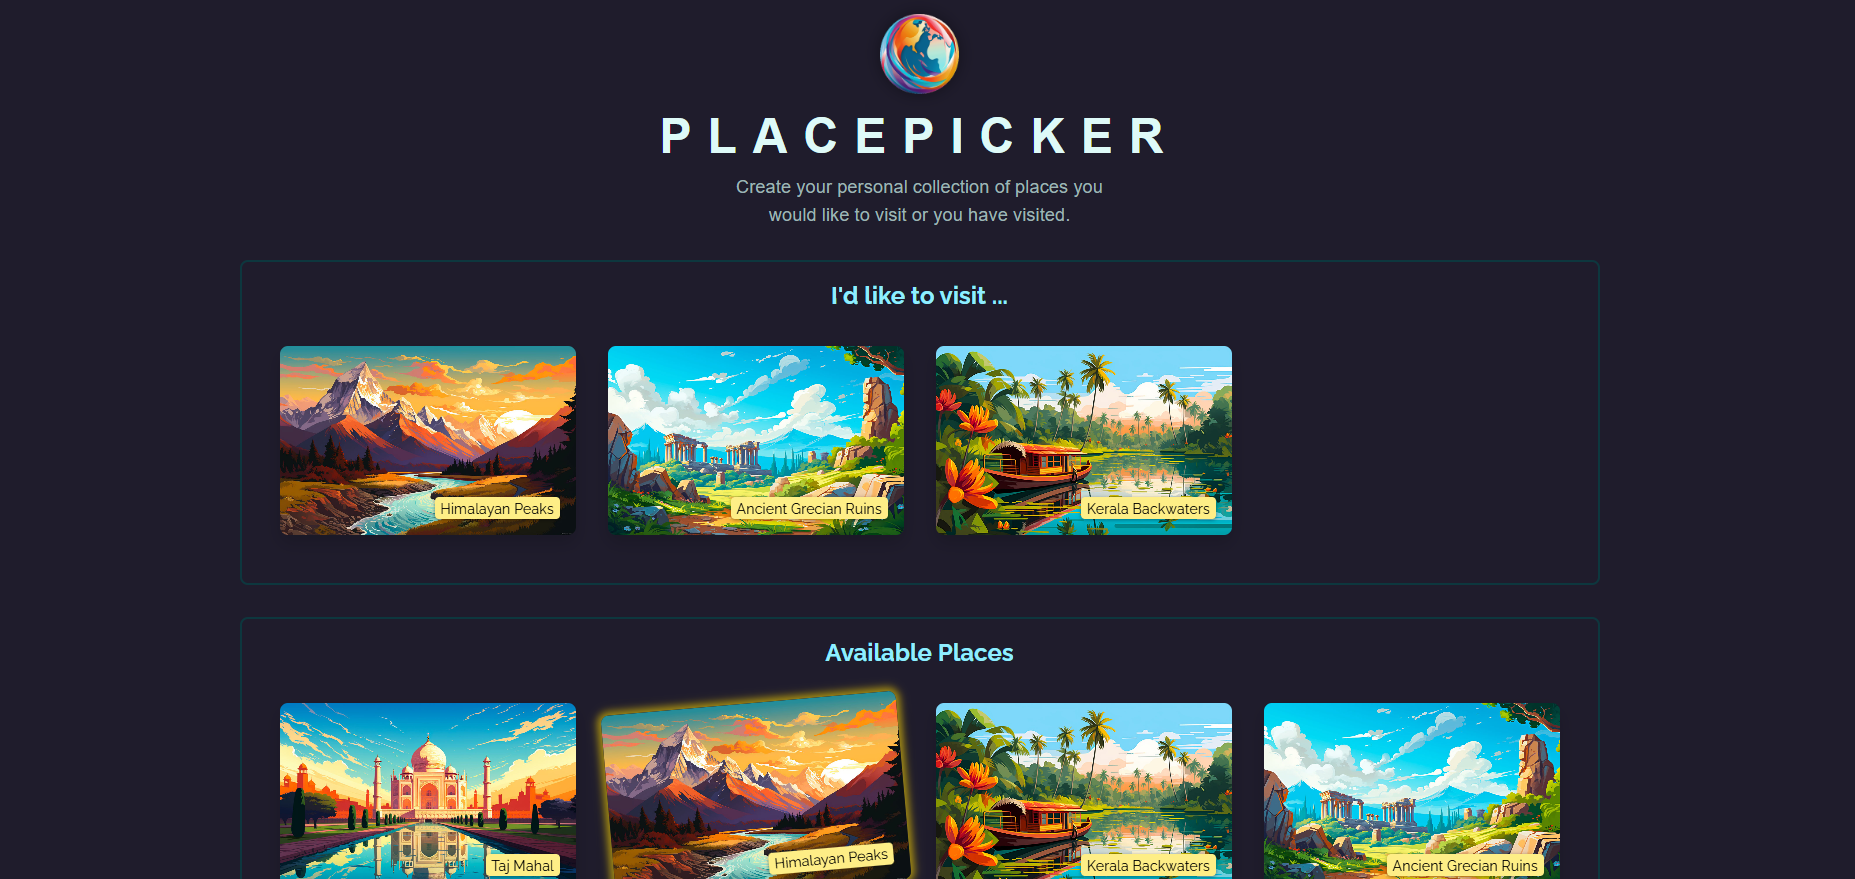 PLACEPICKER
Create your personal collection of places you
would like to visit or you have visited.
I'd like to visit ...
Himalayan Peaks
Ancient Grecian Ruins
Kerala Backwaters
Available Places
Taj Mahal
Himalayan Peaks
Kerala Backwaters
Ancient Grecian Ruins